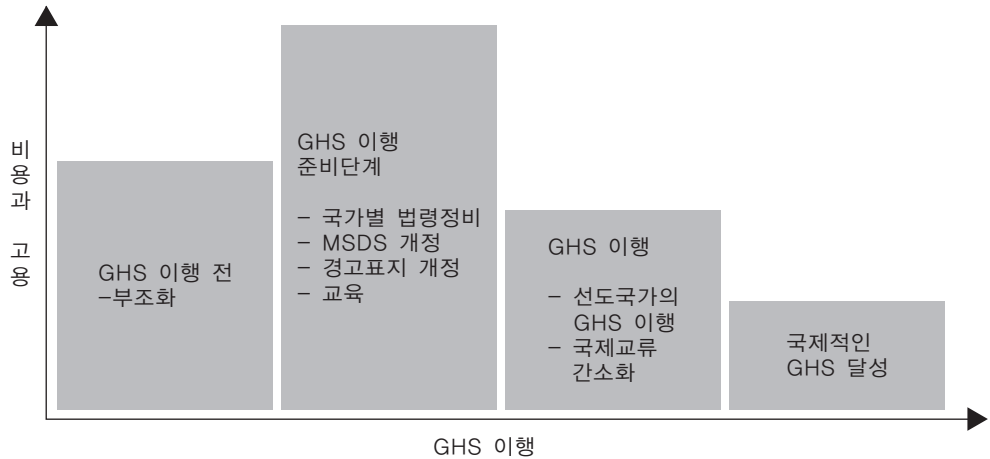 비용과 고용
GHS 이행 전
-부조화
GHS 이행
준비단계
- 국가별 법령정비
- MSDS 개정
- 경고표지 개정
- 교육
GHS 이행
- 선도국가의
GHS 이행
- 국제교류
간소화
국제적인
GHS 달성
GHS 이행